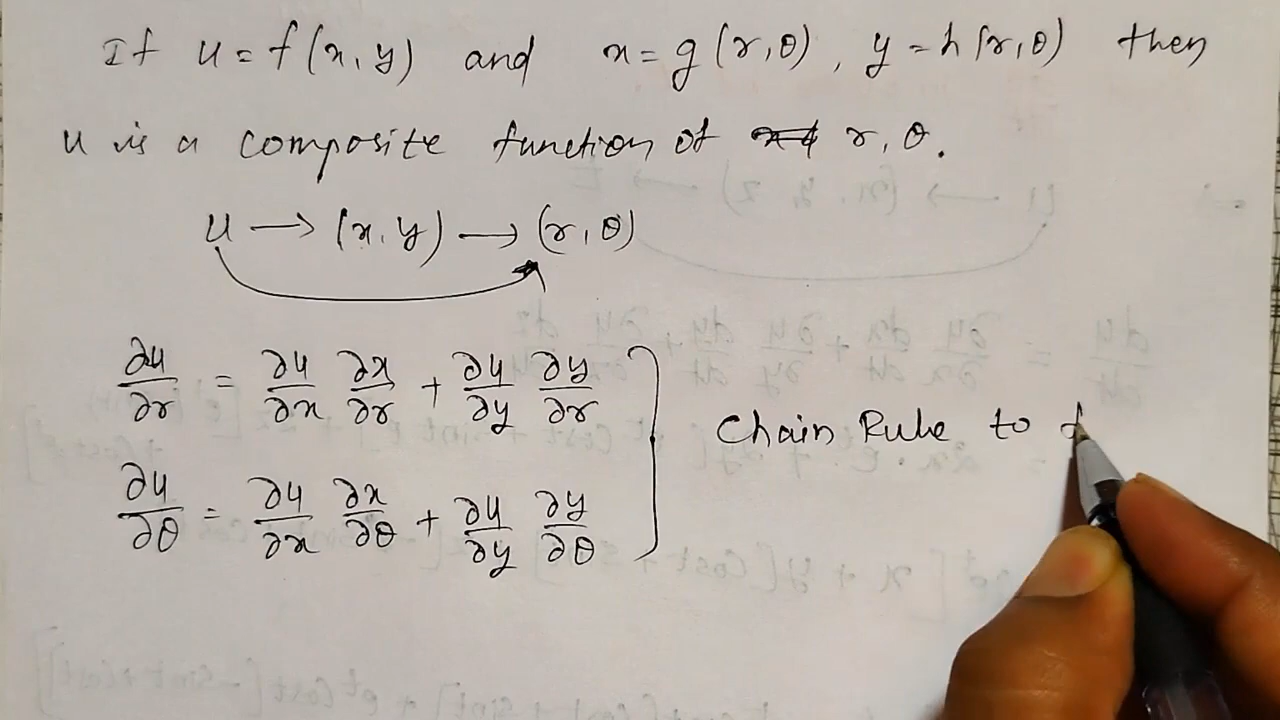 If u = f(x, y) and x = g(r, θ), y = h(r, θ) then
u is a composite function of r, θ.
u → (x, y) → (r, θ)
∂u/∂r = ∂u/∂x ∂x/∂r + ∂u/∂y ∂y/∂r
∂u/∂θ = ∂u/∂x ∂x/∂θ + ∂u/∂y ∂y/∂θ
Chain Rule to